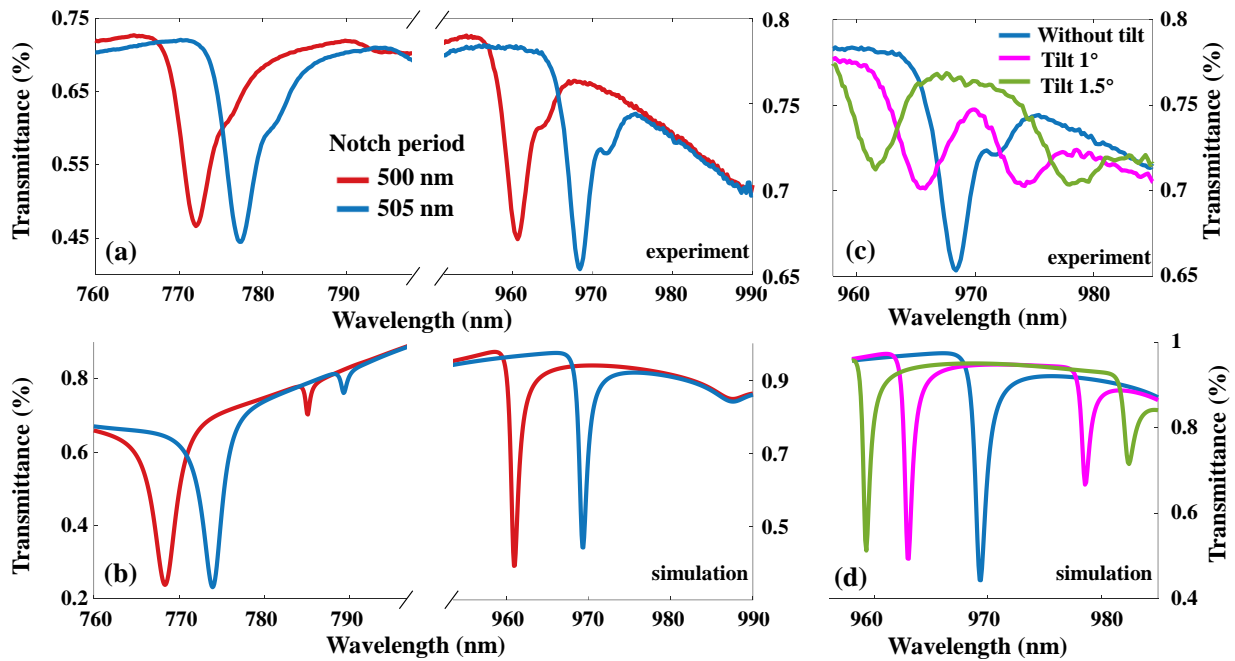 0.75
0.65
0.55
0.45
Transmittance (%)
(a)
Notch period
500 nm
505 nm
experiment
0.8
0.75
0.7
0.65
760 770 780 790 960 970 980 990
Wavelength (nm)
Without tilt
Tilt 1°
Tilt 1.5°
(c)
experiment
0.8
0.75
0.7
0.65
Transmittance (%)
960 970 980
Wavelength (nm)
0.8
0.6
0.4
0.2
Transmittance (%)
(b)
simulation
0.9
0.7
0.5
760 770 780 790 960 970 980 990
Wavelength (nm)
(d)
simulation
1
0.8
0.6
0.4
Transmittance (%)
960 970 980
Wavelength (nm)